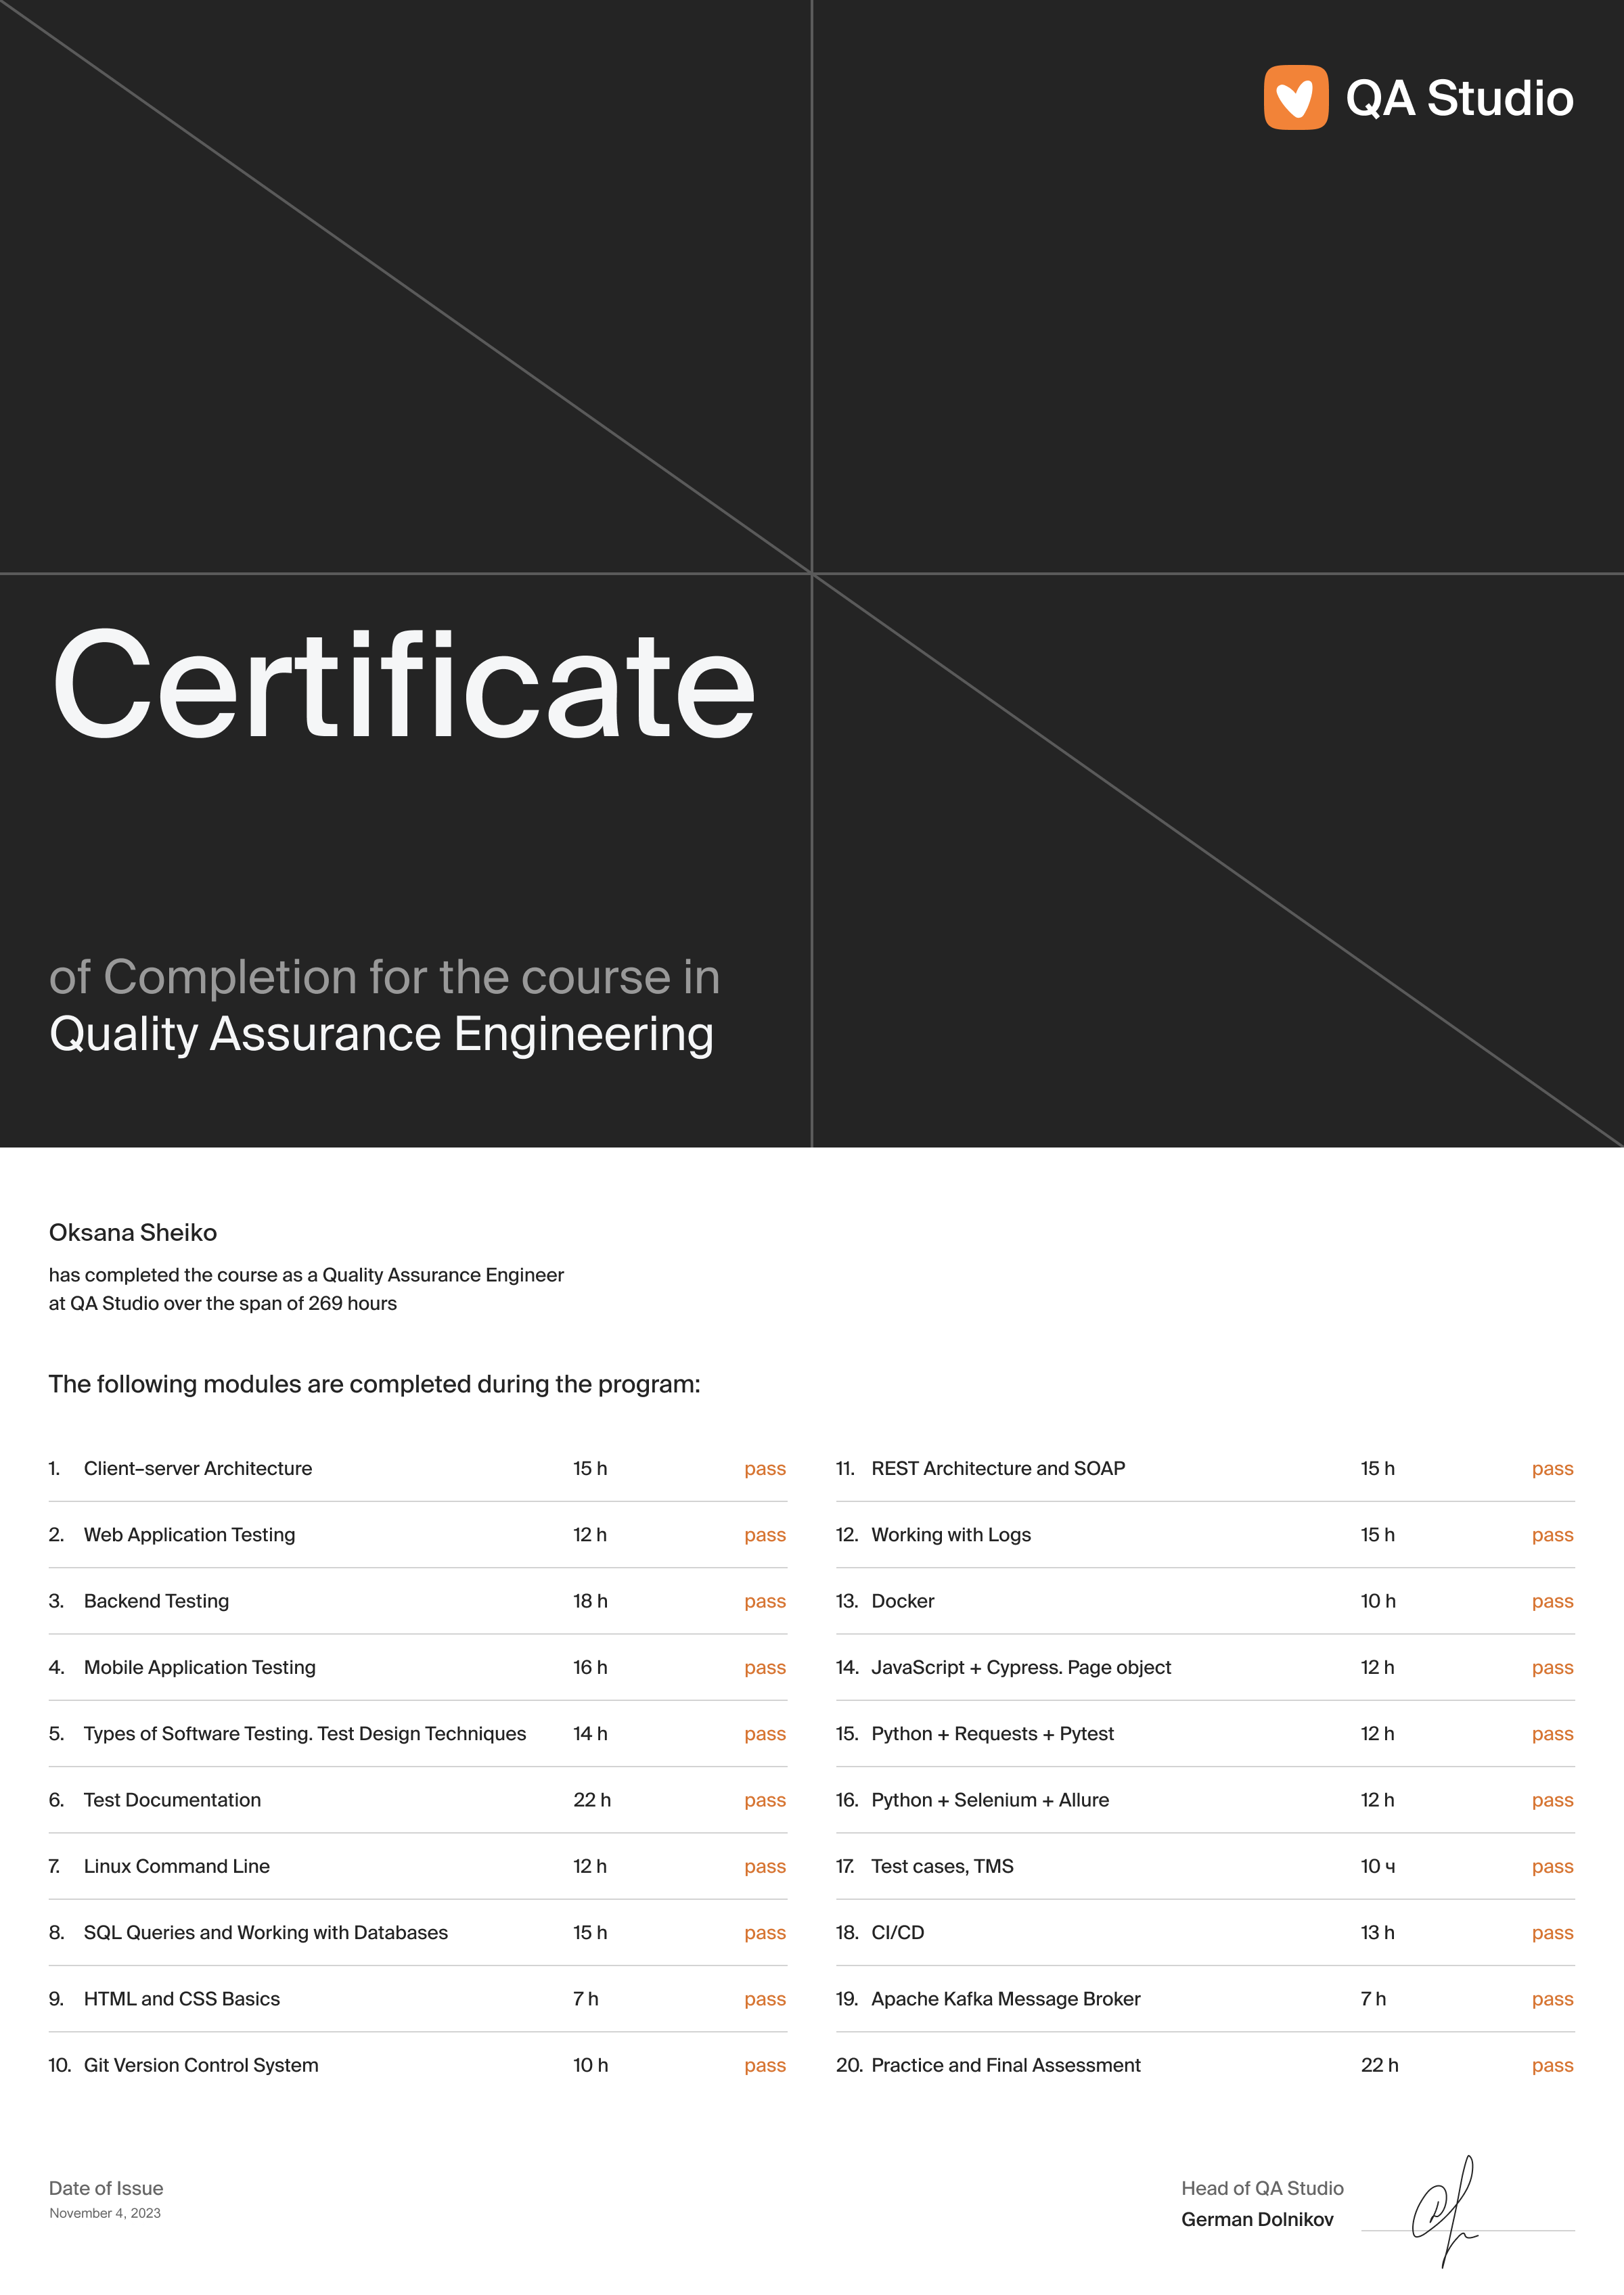 QA Studio
Certificate
of Completion for the course in
Quality Assurance Engineering
Oksana Sheiko
has completed the course as a Quality Assurance Engineer
at QA Studio over the span of 269 hours
The following modules are completed during the program:
1. Client–server Architecture 15 h pass
2. Web Application Testing 12 h pass
3. Backend Testing 18 h pass
4. Mobile Application Testing 16 h pass
5. Types of Software Testing. Test Design Techniques 14 h pass
6. Test Documentation 22 h pass
7. Linux Command Line 12 h pass
8. SQL Queries and Working with Databases 15 h pass
9. HTML and CSS Basics 7 h pass
10. Git Version Control System 10 h pass
11. REST Architecture and SOAP 15 h pass
12. Working with Logs 15 h pass
13. Docker 10 h pass
14. JavaScript + Cypress. Page object 12 h pass
15. Python + Requests + Pytest 12 h pass
16. Python + Selenium + Allure 12 h pass
17. Test cases, TMS 10 ч pass
18. CI/CD 13 h pass
19. Apache Kafka Message Broker 7 h pass
20. Practice and Final Assessment 22 h pass
Date of Issue
November 4, 2023
Head of QA Studio
German Dolnikov